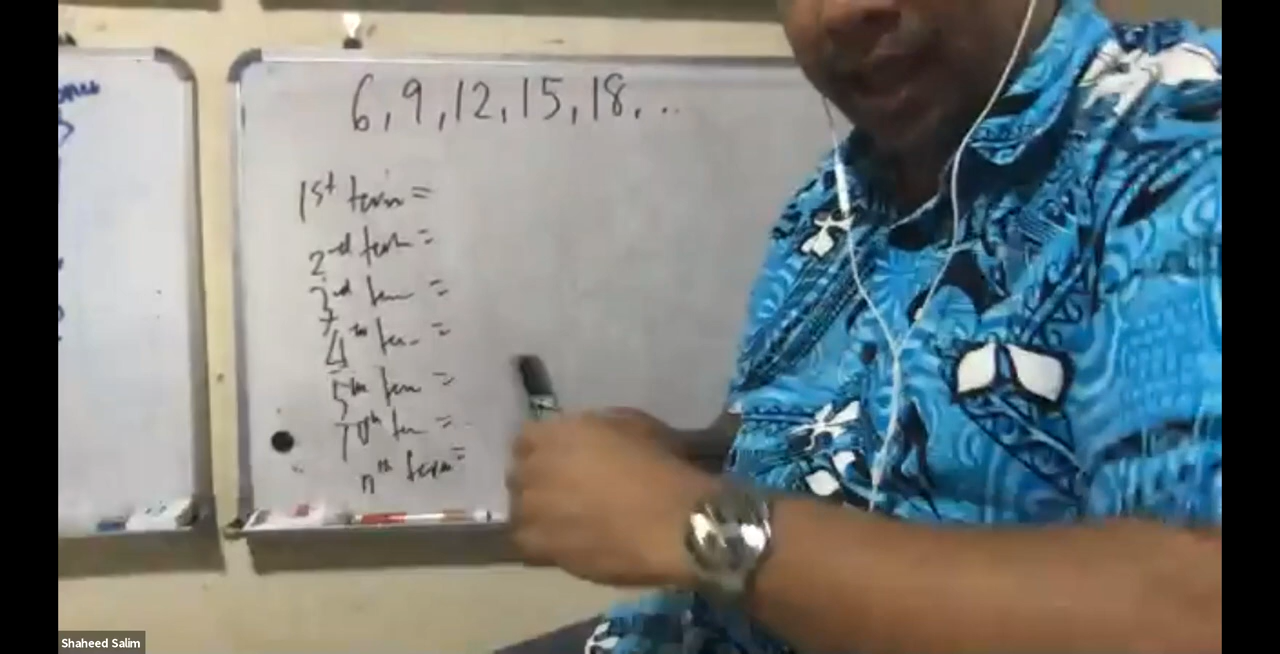 6, 9, 12, 15, 18, ..
1st term =
2nd term =
3rd term =
4th term =
5th term =
70th term =
nth term =
Shaheed Salim